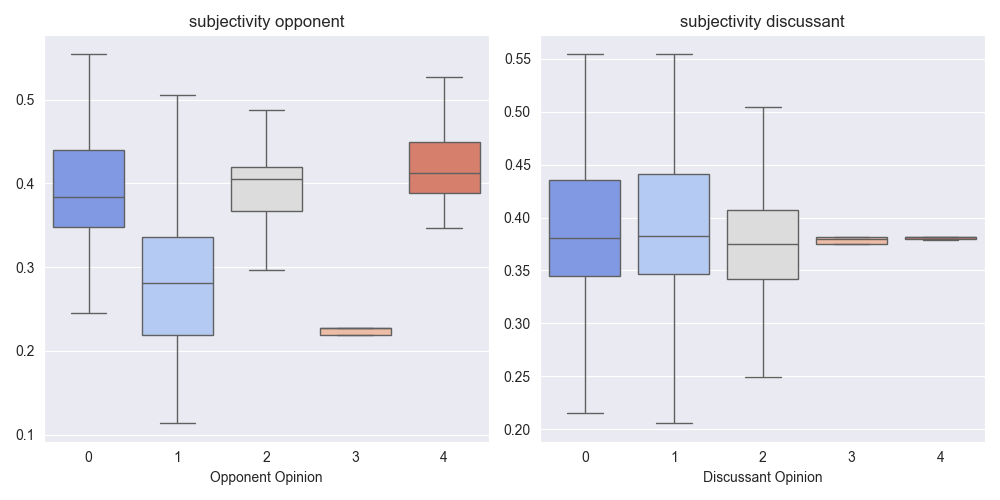 subjectivity opponent
0.5
0.4
0.3
0.2
0.1
0 1 2 3 4
Opponent Opinion
subjectivity discussant
0.55
0.50
0.45
0.40
0.35
0.30
0.25
0.20
0 1 2 3 4
Discussant Opinion